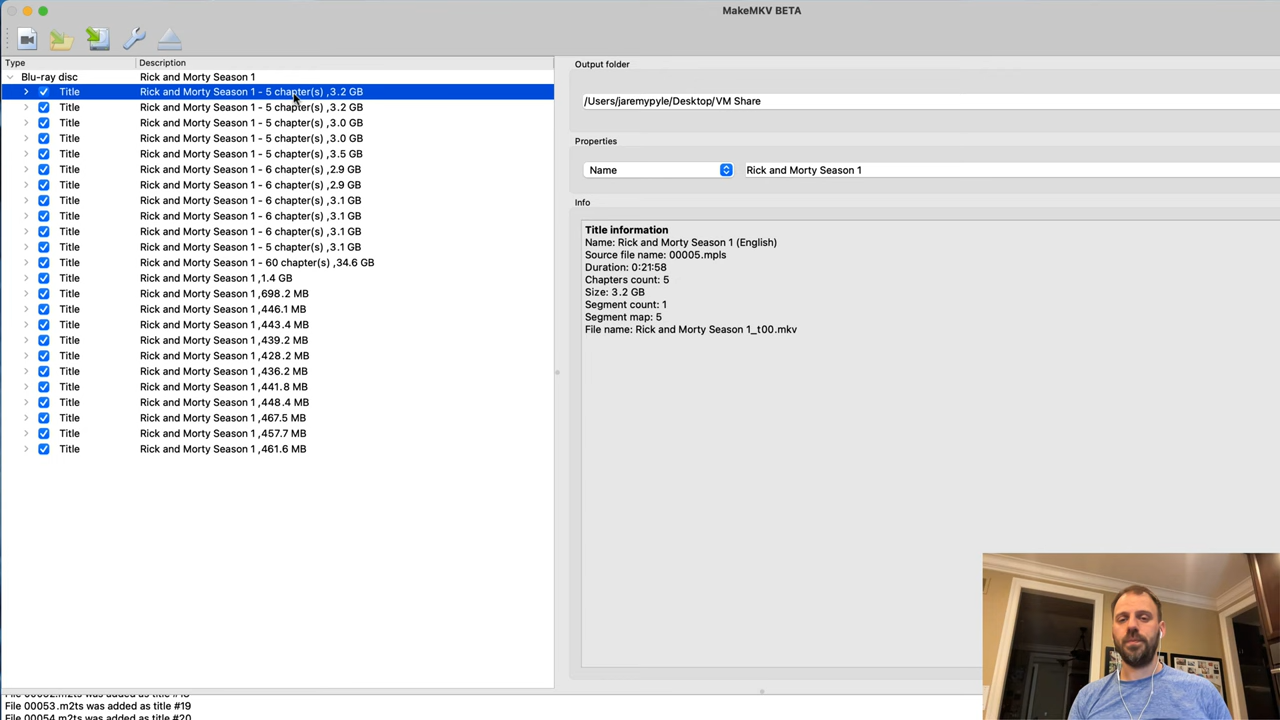 MakeMKV BETA
Type Description
Blu-ray disc Rick and Morty Season 1
Title Rick and Morty Season 1 - 5 chapter(s) ,3.2 GB
Title Rick and Morty Season 1 - 5 chapter(s) ,3.2 GB
Title Rick and Morty Season 1 - 5 chapter(s) ,3.0 GB
Title Rick and Morty Season 1 - 5 chapter(s) ,3.0 GB
Title Rick and Morty Season 1 - 5 chapter(s) ,3.5 GB
Title Rick and Morty Season 1 - 6 chapter(s) ,2.9 GB
Title Rick and Morty Season 1 - 6 chapter(s) ,2.9 GB
Title Rick and Morty Season 1 - 6 chapter(s) ,3.1 GB
Title Rick and Morty Season 1 - 6 chapter(s) ,3.1 GB
Title Rick and Morty Season 1 - 6 chapter(s) ,3.1 GB
Title Rick and Morty Season 1 - 5 chapter(s) ,3.1 GB
Title Rick and Morty Season 1 - 60 chapter(s) ,34.6 GB
Title Rick and Morty Season 1 ,1.4 GB
Title Rick and Morty Season 1 ,698.2 MB
Title Rick and Morty Season 1 ,446.1 MB
Title Rick and Morty Season 1 ,443.4 MB
Title Rick and Morty Season 1 ,439.2 MB
Title Rick and Morty Season 1 ,428.2 MB
Title Rick and Morty Season 1 ,436.2 MB
Title Rick and Morty Season 1 ,441.8 MB
Title Rick and Morty Season 1 ,448.4 MB
Title Rick and Morty Season 1 ,467.5 MB
Title Rick and Morty Season 1 ,457.7 MB
Title Rick and Morty Season 1 ,461.6 MB
File 00052.m2ts was added as title #18
File 00053.m2ts was added as title #19
File 00054.m2ts was added as title #20
Output folder
/Users/jaremypyle/Desktop/VM Share
Properties
Name Rick and Morty Season 1
Info
Title information
Name: Rick and Morty Season 1 (English)
Source file name: 00005.mpls
Duration: 0:21:58
Chapters count: 5
Size: 3.2 GB
Segment count: 1
Segment map: 5
File name: Rick and Morty Season 1_t00.mkv